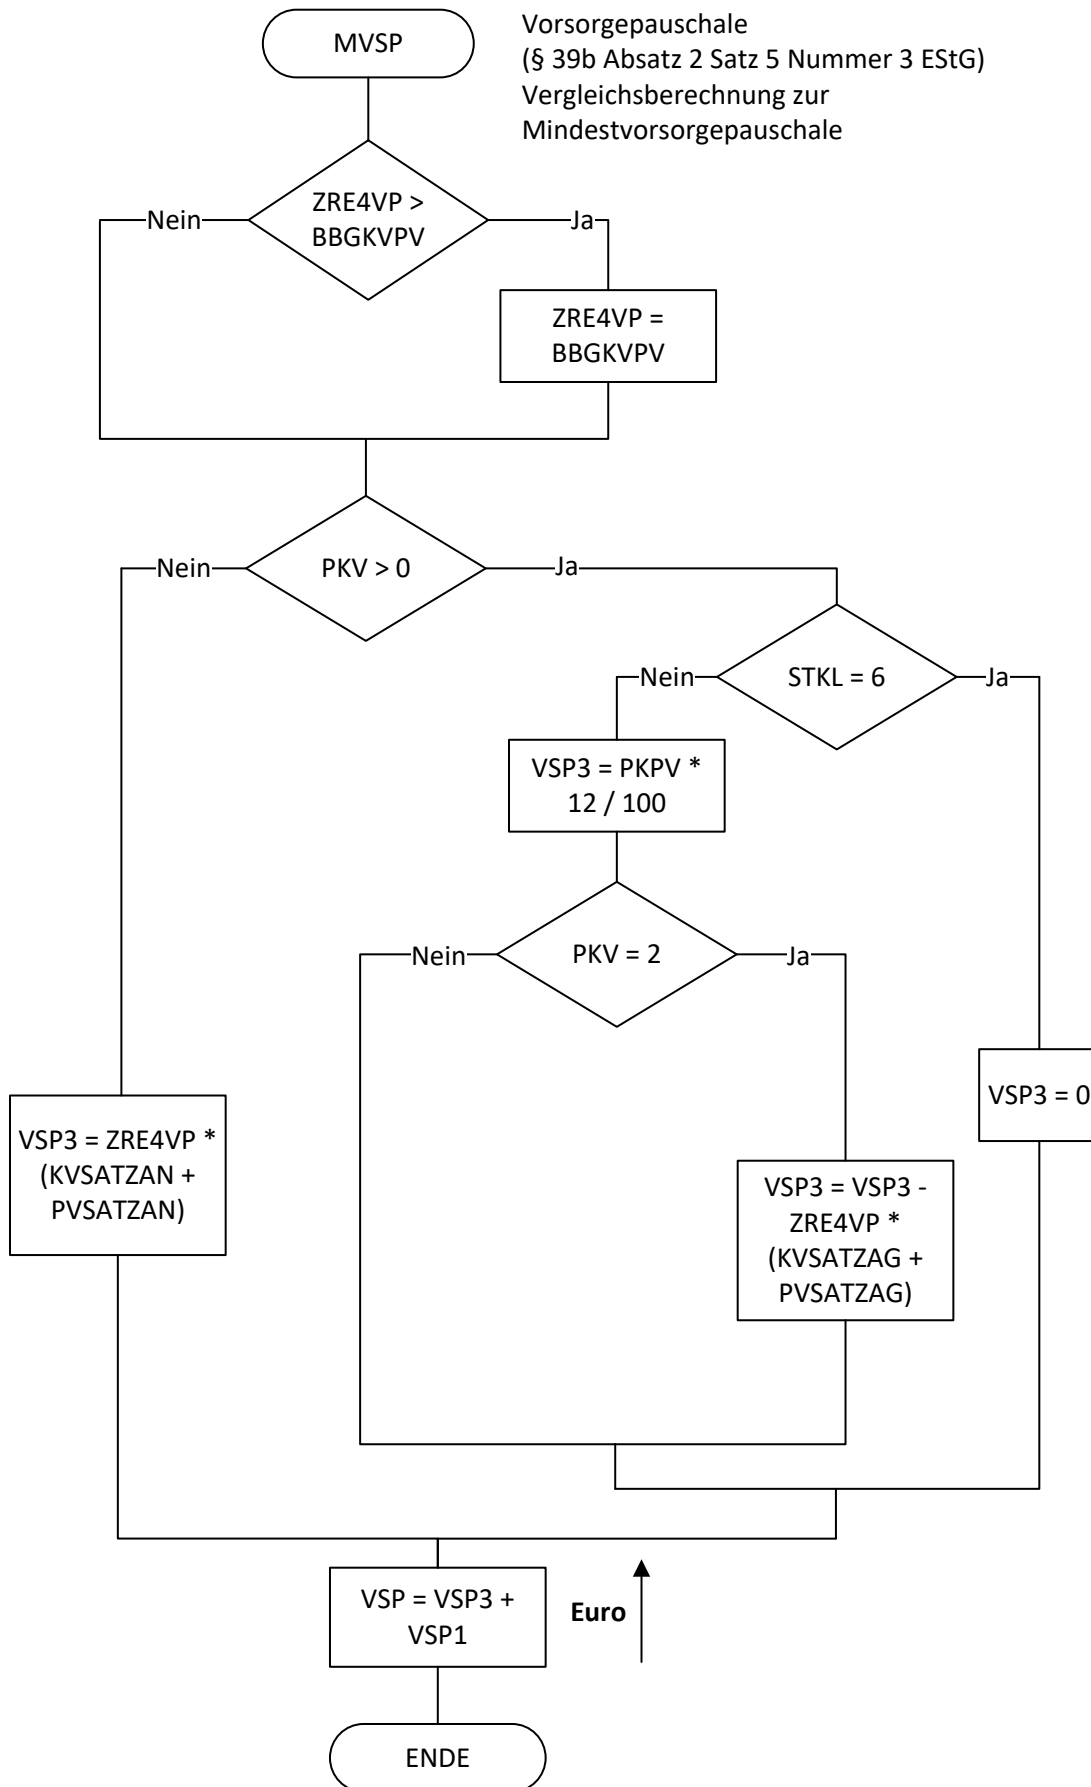 MVSP
Vorsorgepauschale
(§ 39b Absatz 2 Satz 5 Nummer 3 EStG)
Vergleichsberechnung zur
Mindestvorsorgepauschale
Nein
ZRE4VP >
BBGKVPV
Ja
ZRE4VP =
BBGKVPV
Nein
PKV > 0
Ja
Nein
STKL = 6
Ja
VSP3 = PKPV *
12 / 100
Nein
PKV = 2
Ja
VSP3 = 0
VSP3 = ZRE4VP *
(KVSATZAN +
PVSATZAN)
VSP3 = VSP3 -
ZRE4VP *
(KVSATZAG +
PVSATZAG)
VSP = VSP3 +
VSP1
Euro
ENDE